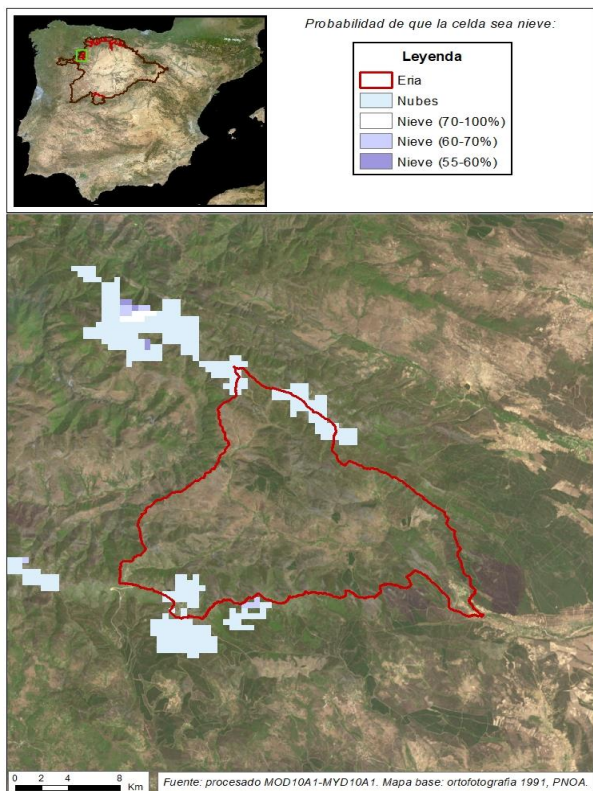 Probabilidad de que la celda sea nieve:
Leyenda
Eria
Nubes
Nieve (70-100%)
Nieve (60-70%)
Nieve (55-60%)
0 2 4 8
Km
Fuente: procesado MOD10A1-MYD10A1. Mapa base: ortofotografia 1991, PNOA.